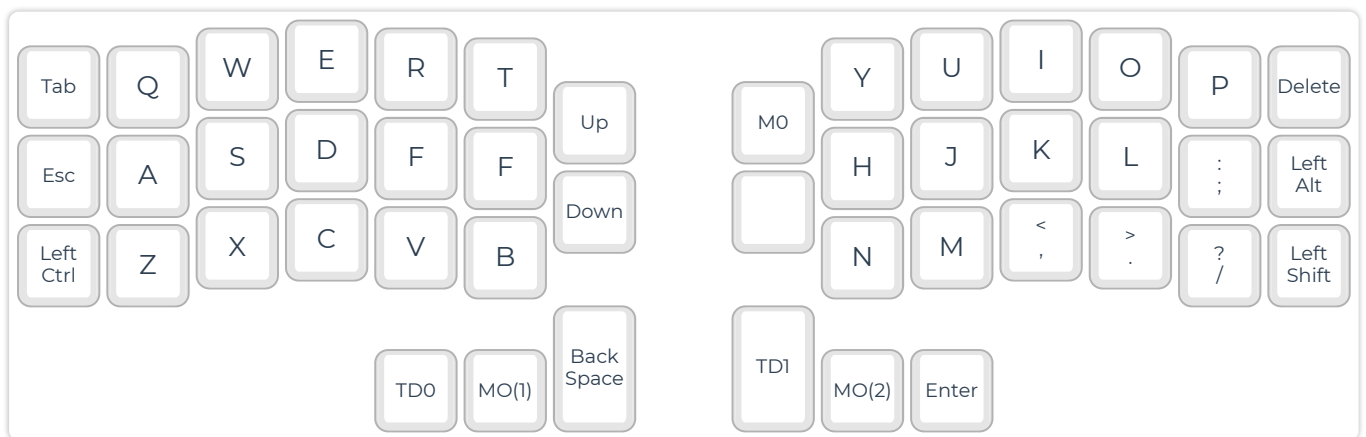 Tab Q W E R T Up M0 Y U I O P Delete
Esc A S D F F Down H J K L :
;
Left
Alt
Left
Ctrl
Z X C V B N M <
,
>
.
?
/
Left
Shift
TD0 MO(1) Back
Space
TD1 MO(2) Enter